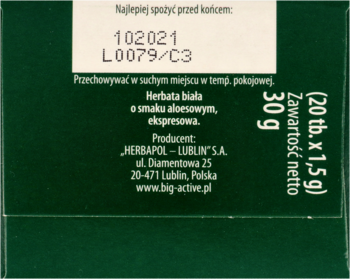 Najlepiej spożyć przed końcem:
102021
L0079/C3
Przechowywać w suchym miejscu w temp. pokojowej.
Herbata biała
o smaku aloesowym,
ekspresowa.
Producent:
„HERBAPOL – LUBLIN” S.A.
ul. Diamentowa 25
20-471 Lublin, Polska
www.big-active.pl
(20 tb. x 1,5 g)
Zawartość netto
30 g